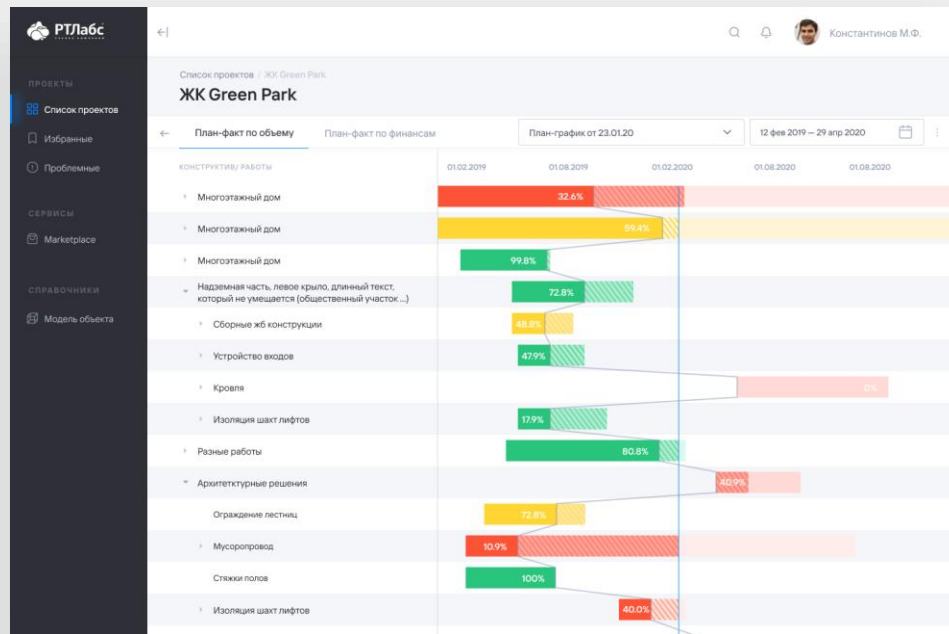 РТЛабс
Константинов М.Ф.
ПРОЕКТЫ
Список проектов
Избранные
Проблемные
СЕРВИСЫ
Marketplace
СПРАВОЧНИКИ
Модель объекта
Список проектов / ЖК Green Park
ЖК Green Park
План-факт по объему
План-факт по финансам
План-график от 23.01.20
12 фев 2019 — 29 апр 2020
КОНСТРУКТИВ/ РАБОТЫ
01.02.2019
01.08.2019
01.02.2020
01.08.2020
01.08.2020
Многоэтажный дом
32.6%
Многоэтажный дом
59.4%
Многоэтажный дом
99.8%
Надземная часть, левое крыло, длинный текст,
который не умещается (общественный участок ...)
72.8%
Сборные жб конструкции
48.8%
Устройство входов
47.9%
Кровля
0%
Изоляция шахт лифтов
17.9%
Разные работы
80.8%
Архитетктурные решения
40.9%
Ограждение лестниц
72.8%
Мусоропровод
10.9%
Стяжки полов
100%
Изоляция шахт лифтов
40.0%